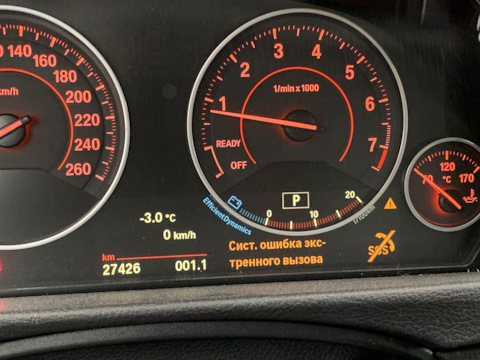 120 140
160
180
200
220
240
260
km/h
1
2
3
4
5
6
7
1/min x 1000
READY
OFF
EfficientDynamics
0
10
20
l/100km
P
70
120
170
°C
-3.0 °C
0 km/h
km
27426
001.1
Сист. ошибка экс-
тренного вызова
SOS